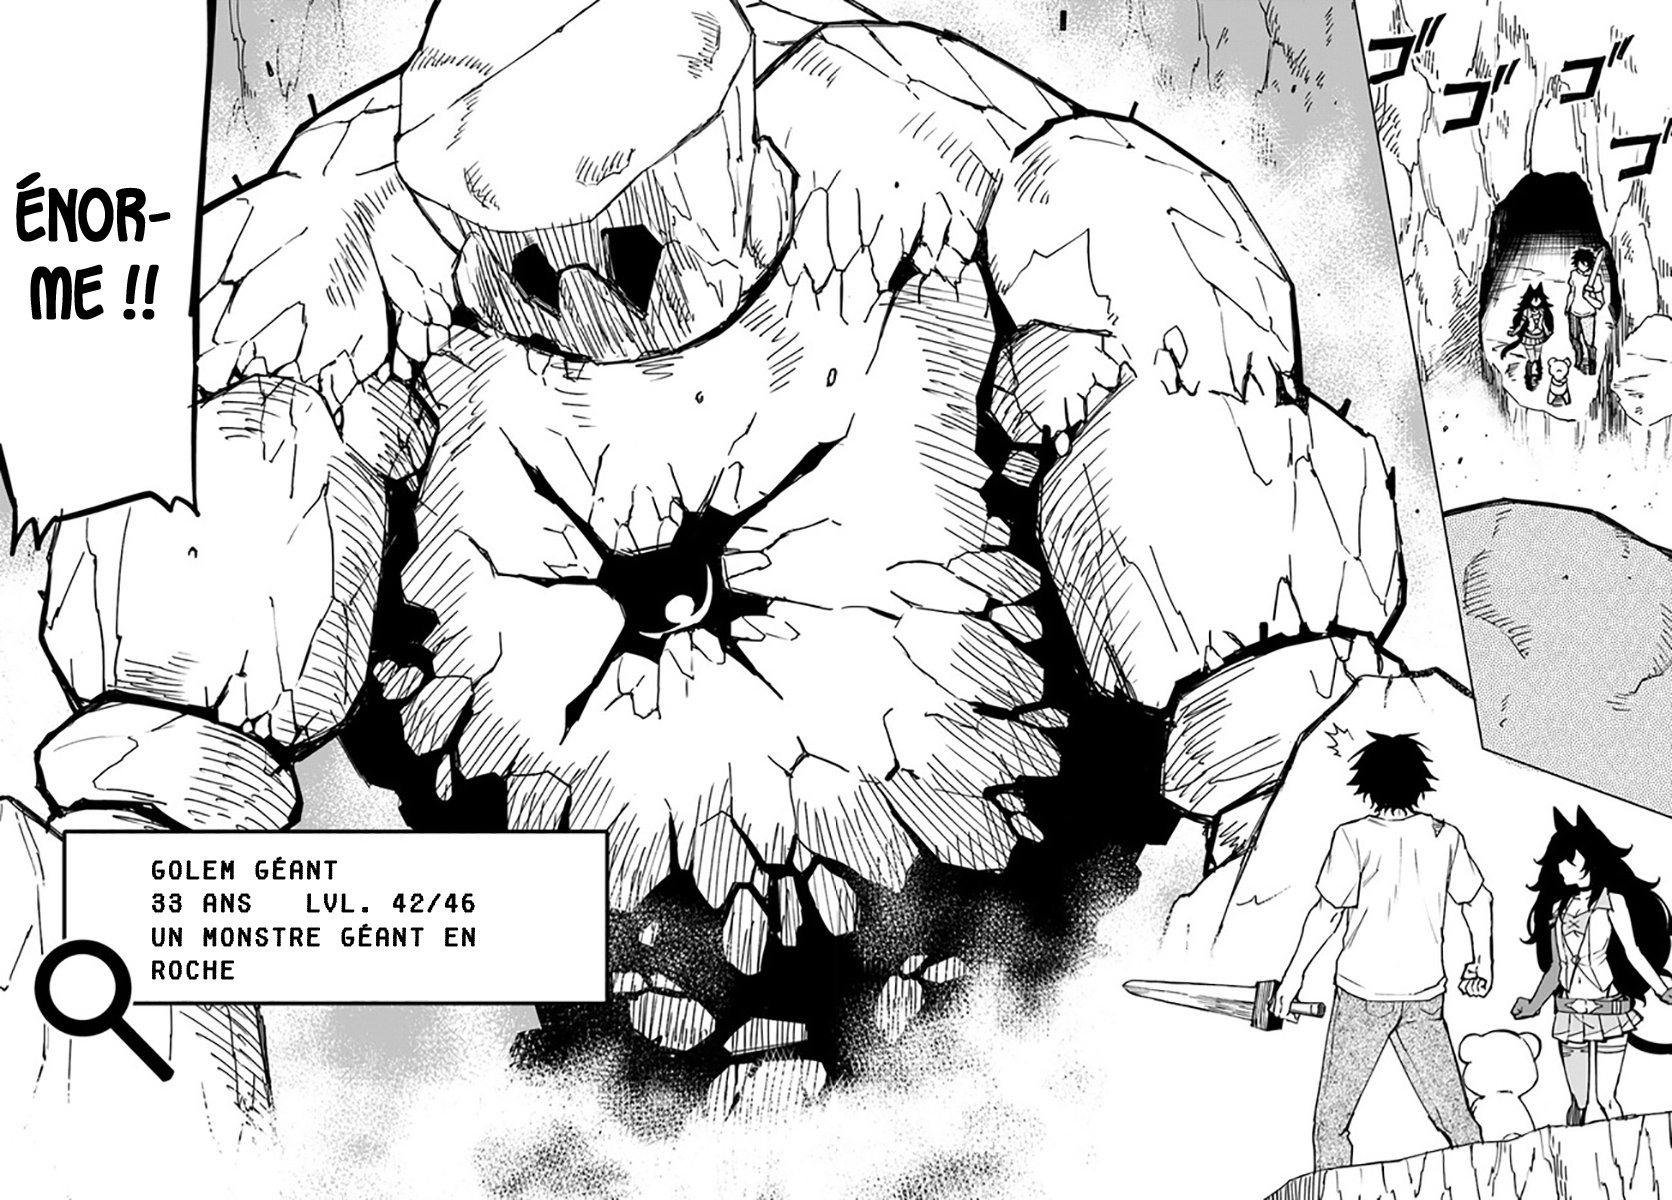 ゴゴゴゴ
ÉNOR-
ME !!
GOLEM GÉANT
33 ANS LVL. 42/46
UN MONSTRE GÉANT EN
ROCHE